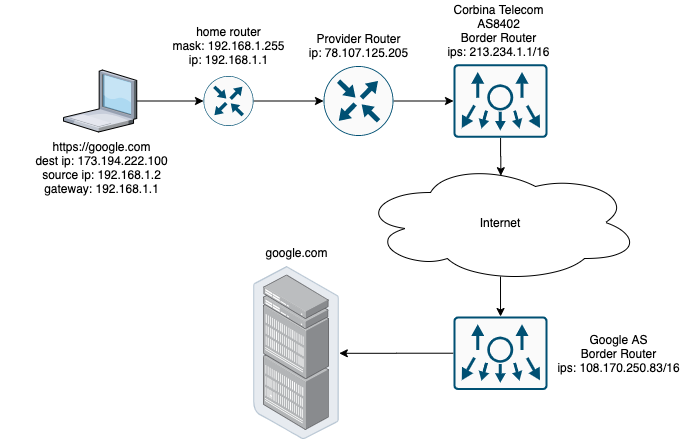 home router
mask: 192.168.1.255
ip: 192.168.1.1
Provider Router
ip: 78.107.125.205
Corbina Telecom
AS8402
Border Router
ips: 213.234.1.1/16
https://google.com
dest ip: 173.194.222.100
source ip: 192.168.1.2
gateway: 192.168.1.1
Internet
google.com
Google AS
Border Router
ips: 108.170.250.83/16